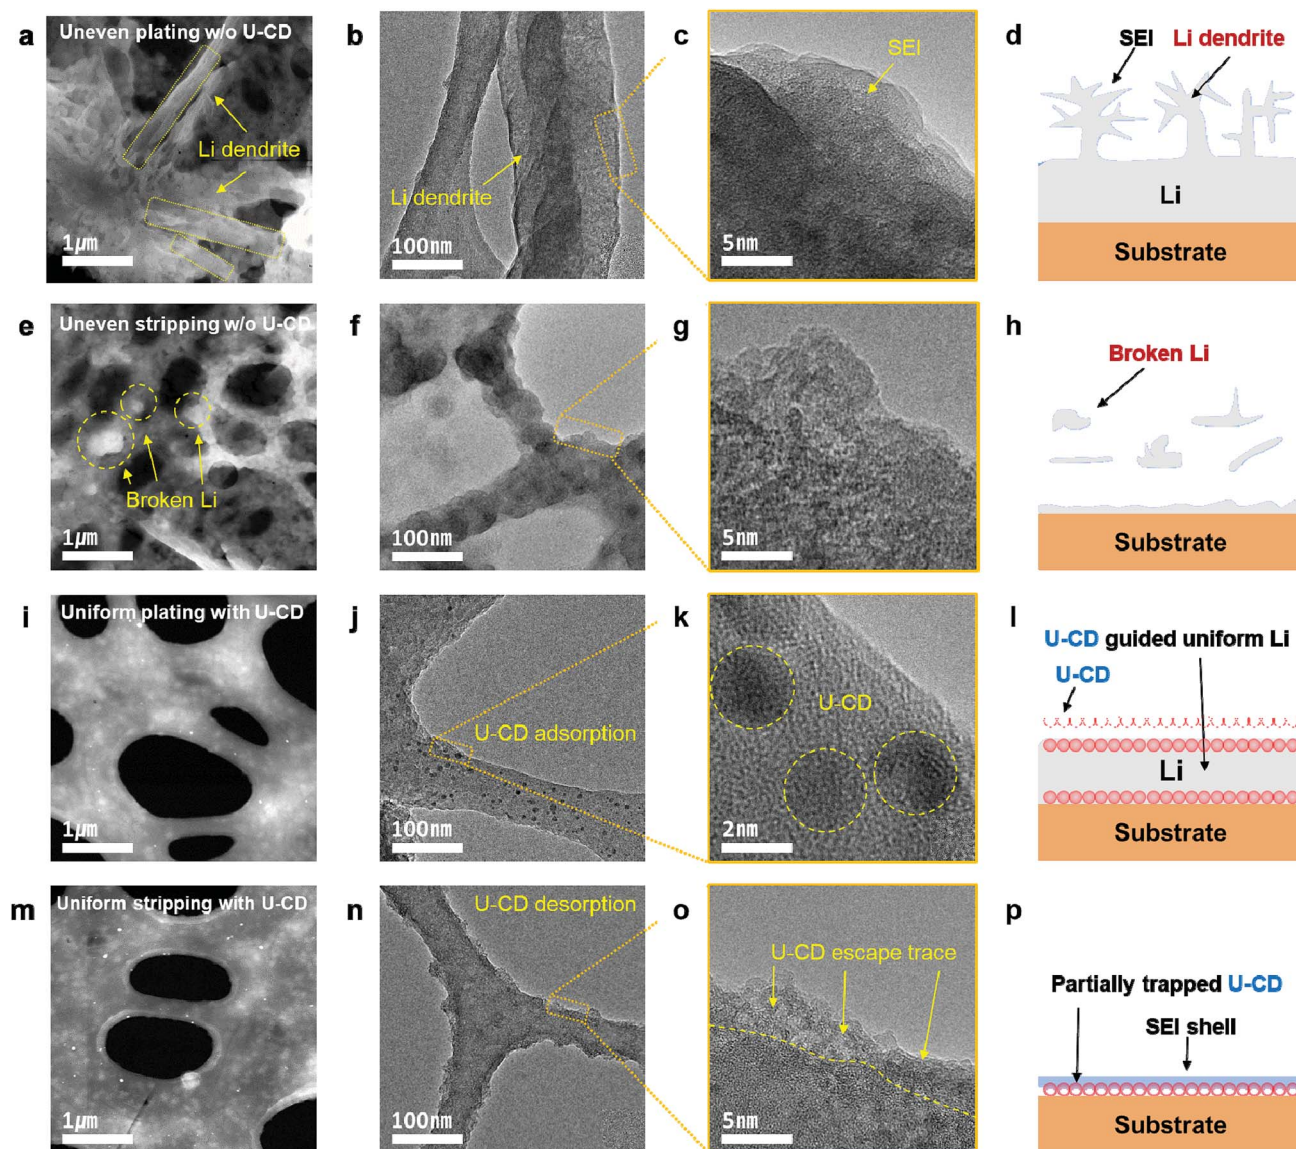 a
Uneven plating w/o U-CD
Li dendrite
1μm
b
Li dendrite
100nm
c
SEI
5nm
d
SEI Li dendrite
Li
Substrate
e
Uneven stripping w/o U-CD
Broken Li
1μm
f
100nm
g
5nm
h
Broken Li
Substrate
i
Uniform plating with U-CD
1μm
j
U-CD adsorption
100nm
k
U-CD
2nm
l
U-CD guided uniform Li
U-CD
Li
Substrate
m
Uniform stripping with U-CD
1μm
n
U-CD desorption
100nm
o
U-CD escape trace
5nm
p
Partially trapped U-CD
SEI shell
Substrate